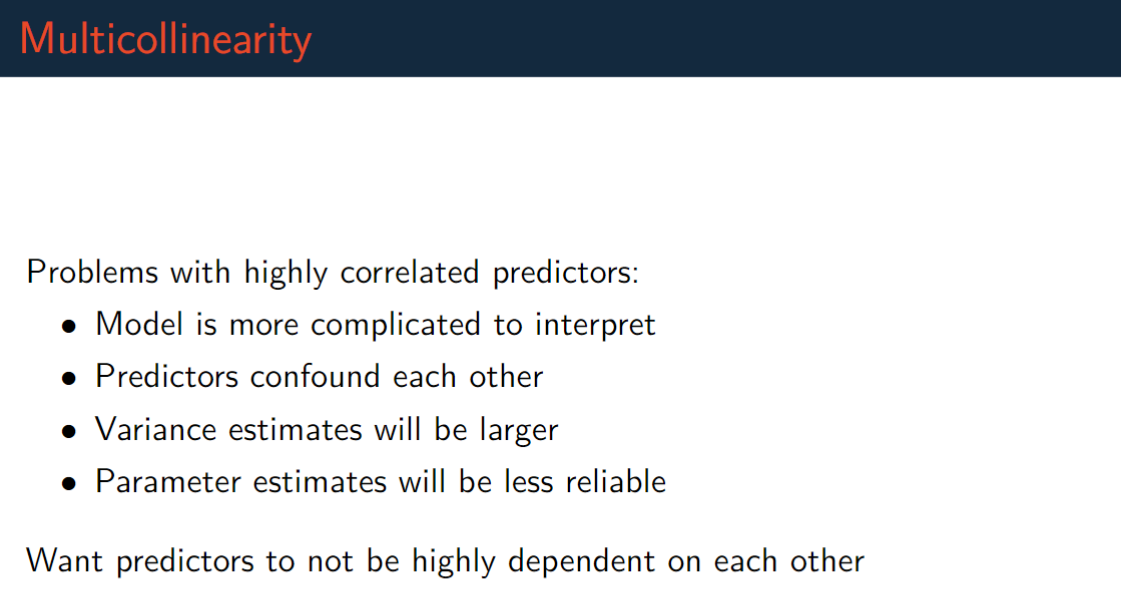 Multicollinearity
Problems with highly correlated predictors:
• Model is more complicated to interpret
• Predictors confound each other
• Variance estimates will be larger
• Parameter estimates will be less reliable
Want predictors to not be highly dependent on each other